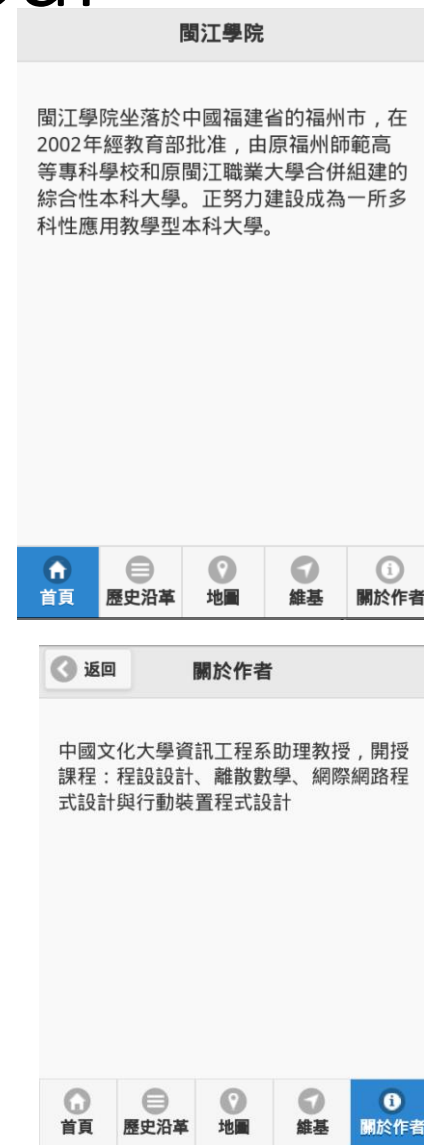 閩江學院
閩江學院坐落於中國福建省的福州市，在
2002年經教育部批准，由原福州師範高
等專科學校和原閩江職業大學合併組建的
綜合性本科大學。正努力建設成為一所多
科性應用教學型本科大學。
首頁 歷史沿革 地圖 維基 關於作者
返回 關於作者
中國文化大學資訊工程系助理教授，開授
課程：程設設計、離散數學、網際網路程
式設計與行動裝置程式設計
首頁 歷史沿革 地圖 維基 關於作者